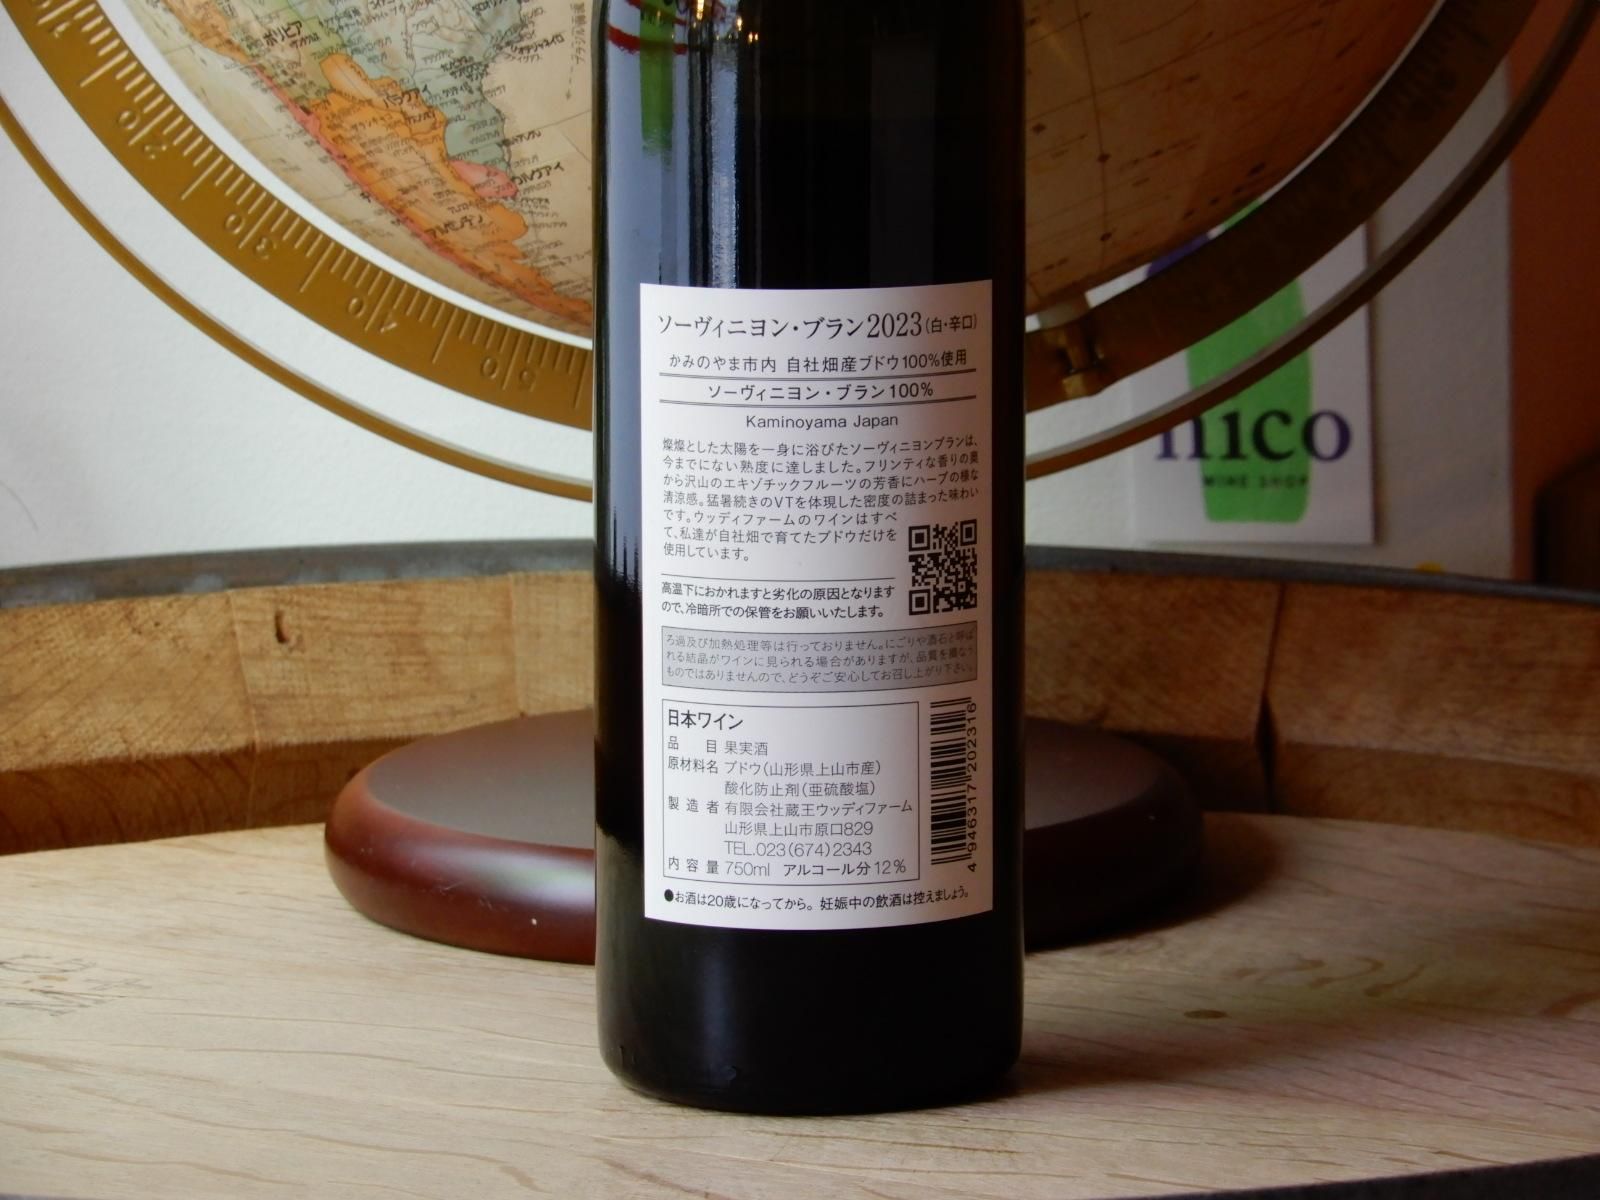 ボリビア
パラグアイ
ウルグアイ
アルゼンチン
ソーヴィニヨン・ブラン2023(白・辛口)
かみのやま市内 自社畑産ブドウ100%使用
ソーヴィニヨン・ブラン100%
Kaminoyama Japan
燦燦とした太陽を一身に浴びたソーヴィニヨンブランは、
今までにない熟度に達しました。フリンティな香りの奥
から沢山のエキゾチックフルーツの芳香にハーブの様な
清涼感。猛暑続きのVTを体現した密度の詰まった味わい
です。ウッディファームのワインはすべ
て、私達が自社畑で育てたブドウだけを
使用しています。
高温下におかれますと劣化の原因となります
ので、冷暗所での保管をお願いいたします。
ろ過及び加熱処理等は行っておりません。にごりや酒石と呼ば
れる結晶がワインに見られる場合がありますが、品質を損なう
ものではありませんので、どうぞご安心してお召し上がり下さい。
日本ワイン
品目 果実酒
原材料名 ブドウ(山形県上山市産)
酸化防止剤(亜硫酸塩)
製造者 有限会社蔵王ウッディファーム
山形県上山市原口829
TEL.023(674)2343
内容量 750ml アルコール分12%
4 946317 202316
●お酒は20歳になってから。妊娠中の飲酒は控えましょう。
nico
WINE SHOP